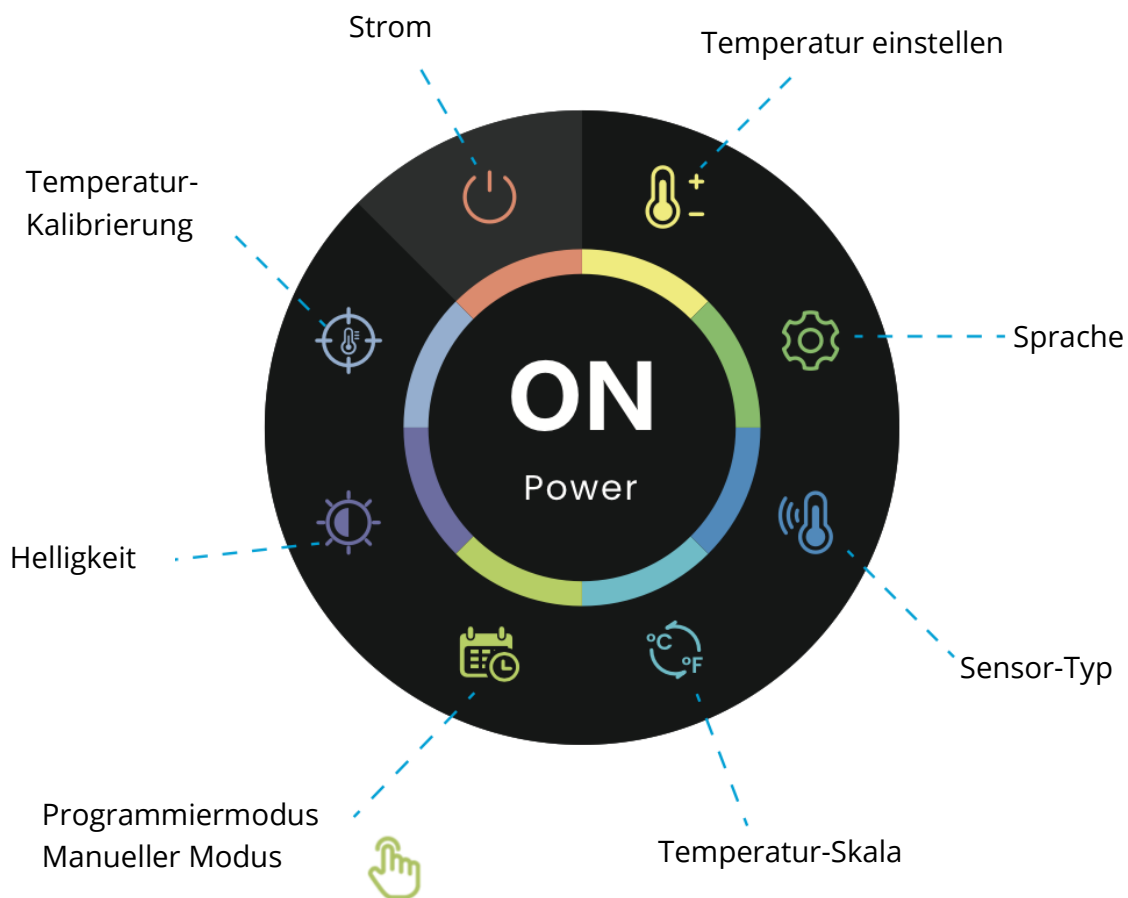 Strom
Temperatur einstellen
Temperatur-
Kalibrierung
Sprache
ON
Power
Helligkeit
°C
°F
Sensor-Typ
Programmiermodus
Manueller Modus
Temperatur-Skala